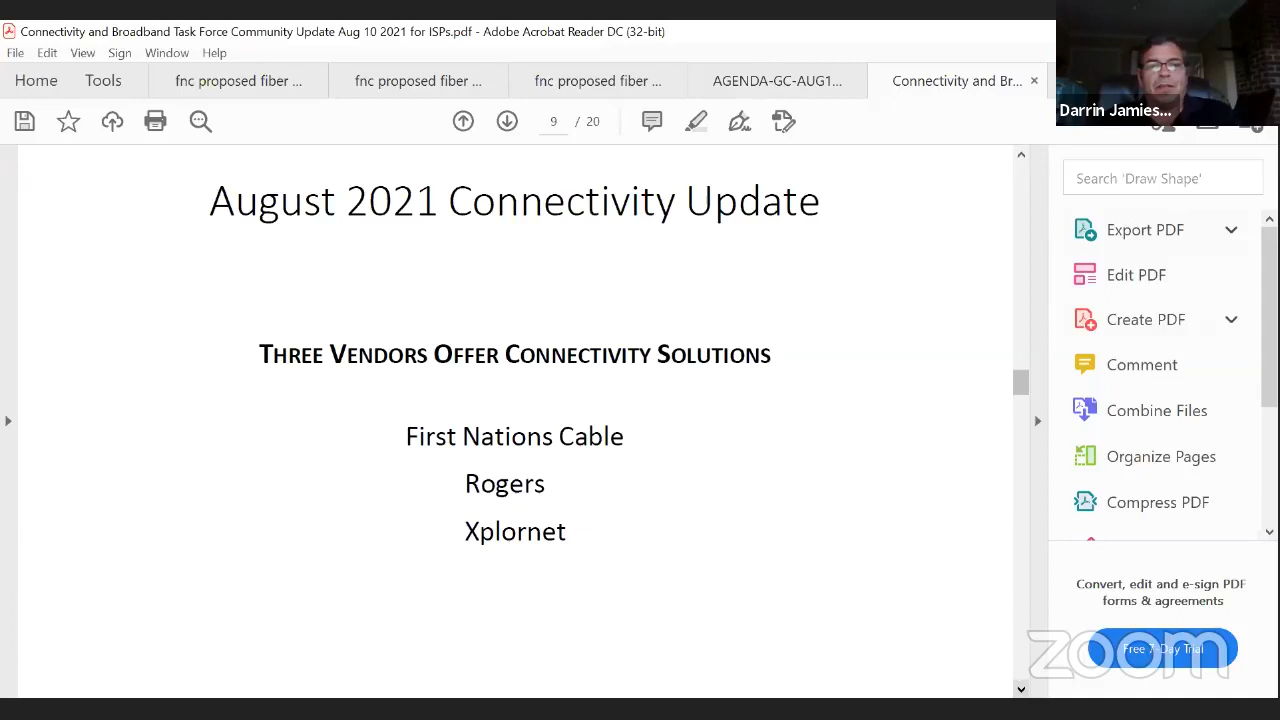 Connectivity and Broadband Task Force Community Update Aug 10 2021 for ISPs.pdf - Adobe Acrobat Reader DC (32-bit)
File Edit View Sign Window Help
Home Tools fnc proposed fiber ... fnc proposed fiber ... fnc proposed fiber ... AGENDA-GC-AUG1... Connectivity and Br... ×
Darrin Jamies...
9 / 20
August 2021 Connectivity Update
THREE VENDORS OFFER CONNECTIVITY SOLUTIONS
First Nations Cable
Rogers
Xplornet
Search 'Draw Shape'
Export PDF
Edit PDF
Create PDF
Comment
Combine Files
Organize Pages
Compress PDF
Convert, edit and e-sign PDF
forms & agreements
Free 7-Day Trial
zoom